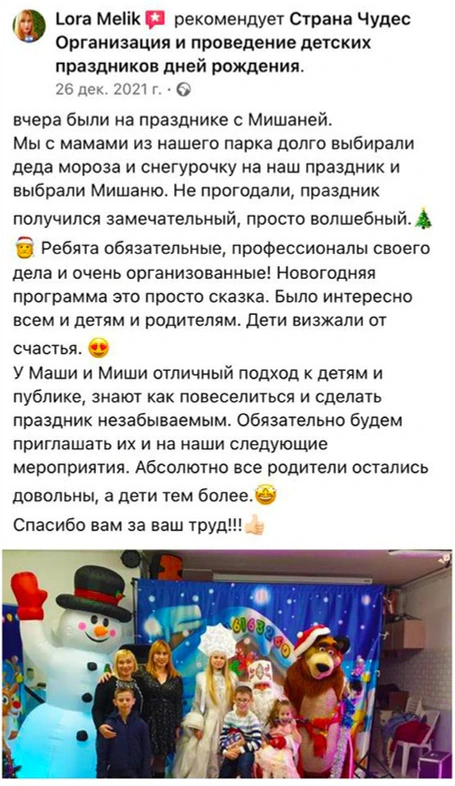 Lora Melik рекомендует Страна Чудес
Организация и проведение детских
праздников дней рождения.
26 дек. 2021 г. ·
вчера были на празднике с Мишаней.
Мы с мамами из нашего парка долго выбирали
деда мороза и снегурочку на наш праздник и
выбрали Мишаню. Не прогодали, праздник
получился замечательный, просто волшебный.🎄
🎅 Ребята обязательные, профессионалы своего
дела и очень организованные! Новогодняя
программа это просто сказка. Было интересно
всем и детям и родителям. Дети визжали от
счастья. 😍
У Маши и Миши отличный подход к детям и
публике, знают как повеселиться и сделать
праздник незабываемым. Обязательно будем
приглашать их и на наши следующие
мероприятия. Абсолютно все родители остались
довольны, а дети тем более.🤩
Спасибо вам за ваш труд!!!👍🏻